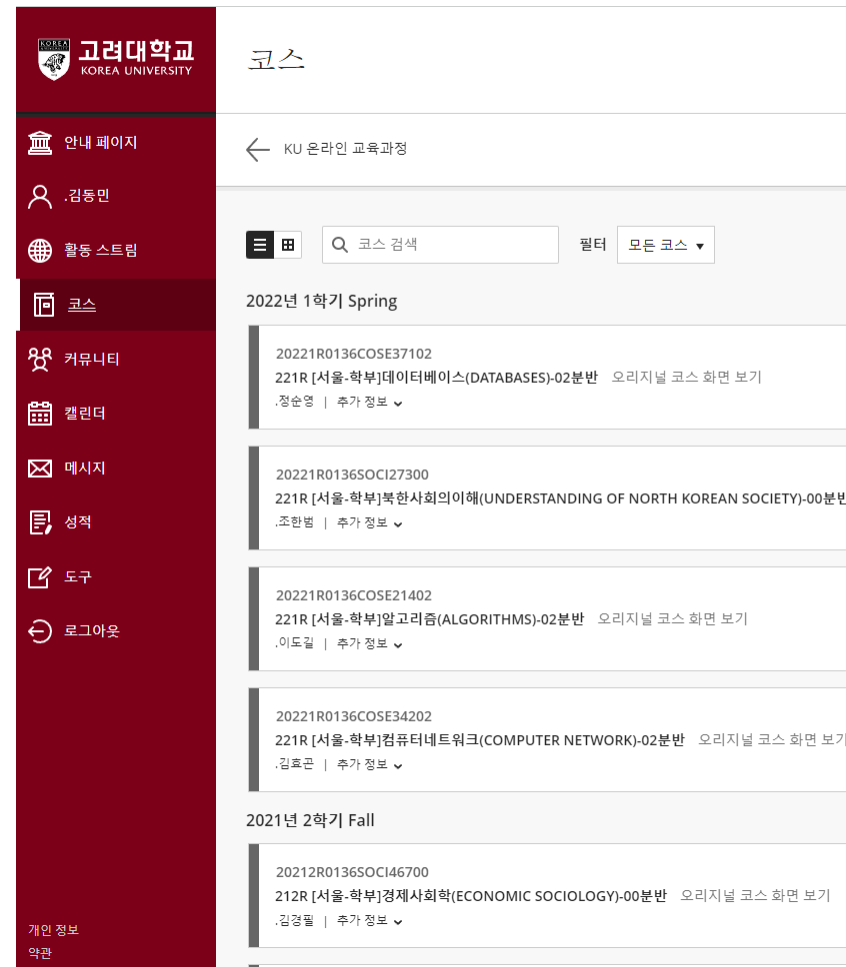 KOREA
고려대학교
KOREA UNIVERSITY
안내 페이지
.김동민
활동 스트림
코스
커뮤니티
캘린더
메시지
성적
도구
로그아웃
개인 정보
약관
코스
KU 온라인 교육과정
코스 검색
필터
모든 코스
2022년 1학기 Spring
20221R0136COSE37102
221R [서울-학부]데이터베이스(DATABASES)-02분반 오리지널 코스 화면 보기
.정순영 | 추가 정보
20221R0136SOCI27300
221R [서울-학부]북한사회의이해(UNDERSTANDING OF NORTH KOREAN SOCIETY)-00분반
.조한범 | 추가 정보
20221R0136COSE21402
221R [서울-학부]알고리즘(ALGORITHMS)-02분반 오리지널 코스 화면 보기
.이도길 | 추가 정보
20221R0136COSE34202
221R [서울-학부]컴퓨터네트워크(COMPUTER NETWORK)-02분반 오리지널 코스 화면 보기
.김효곤 | 추가 정보
2021년 2학기 Fall
20212R0136SOCI46700
212R [서울-학부]경제사회학(ECONOMIC SOCIOLOGY)-00분반 오리지널 코스 화면 보기
.김경필 | 추가 정보